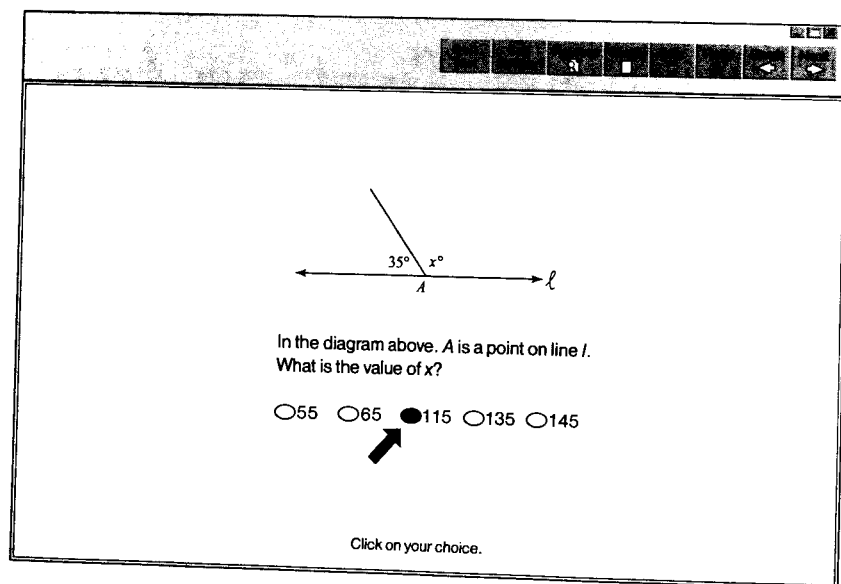 35° x°
A
ℓ
In the diagram above. A is a point on line l.
What is the value of x?
55 65 115 135 145
Click on your choice.